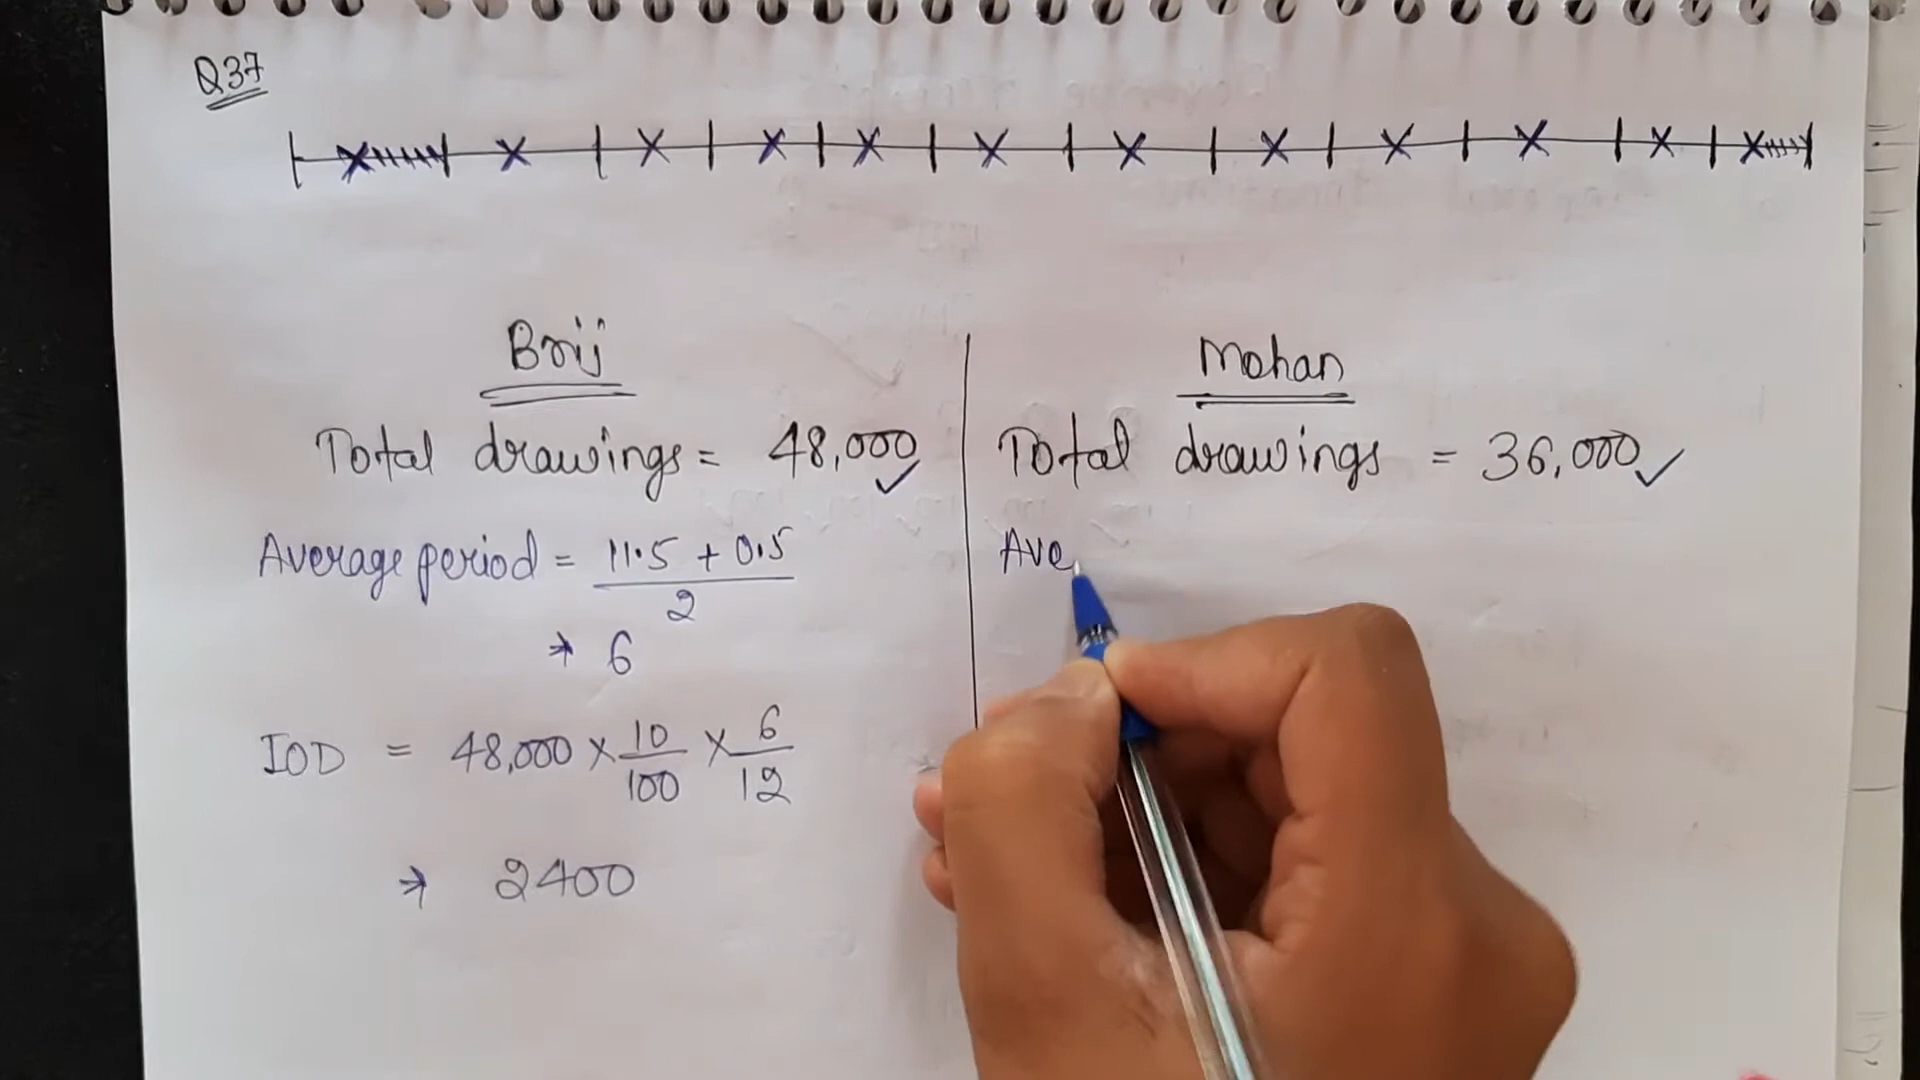 Q37
Brij
Total drawings = 48,000
Average period = 11.5 + 0.5
2
→ 6
IOD = 48,000 × 10/100 × 6/12
→ 2400
Mohan
Total drawings = 36,000
Ave